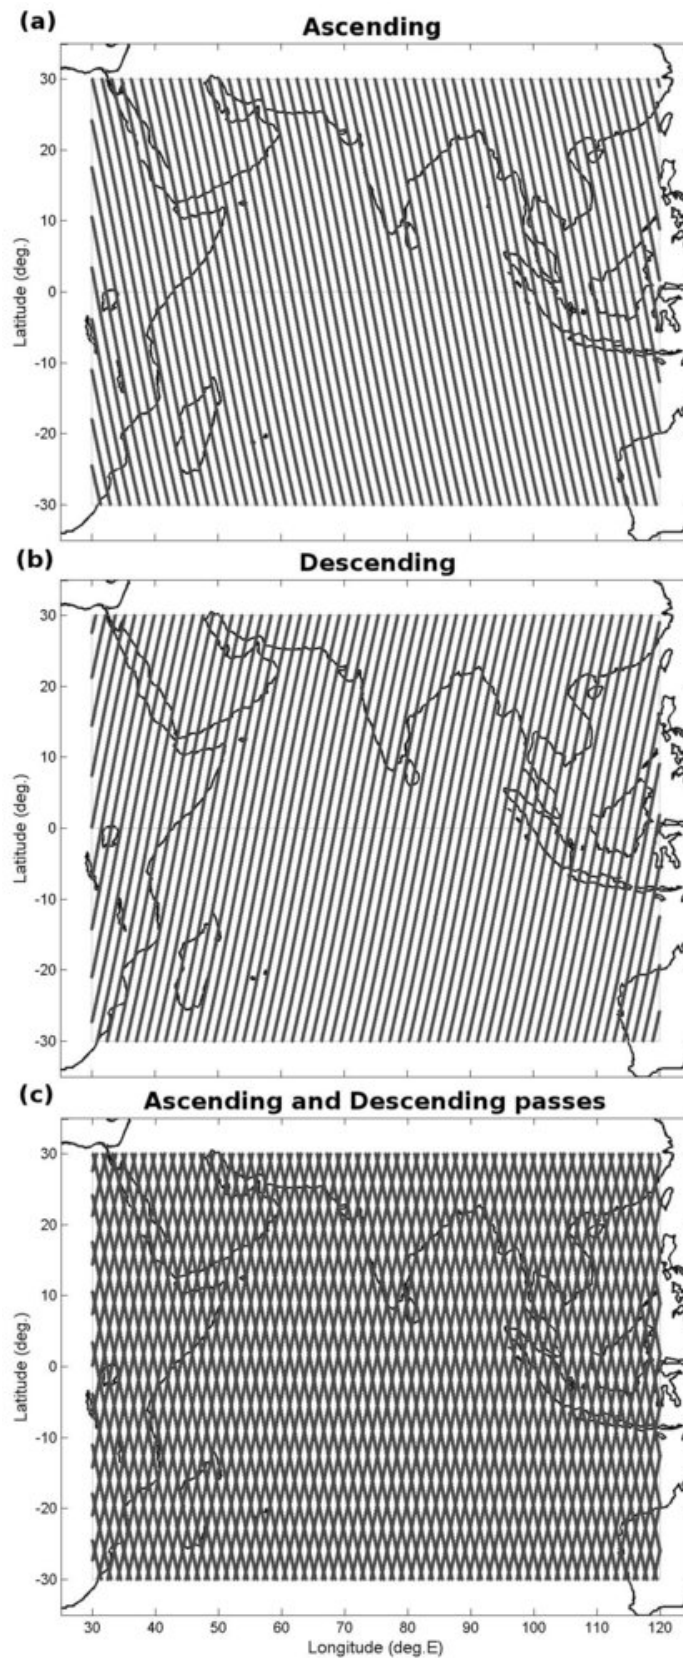 (a) Ascending
30
20
10
0
-10
-20
-30
Latitude (deg.)
(b) Descending
30
20
10
0
-10
-20
-30
Latitude (deg.)
(c) Ascending and Descending passes
30
20
10
0
-10
-20
-30
Latitude (deg.)
30 40 50 60 70 80 90 100 110 120
Longitude (deg.E)